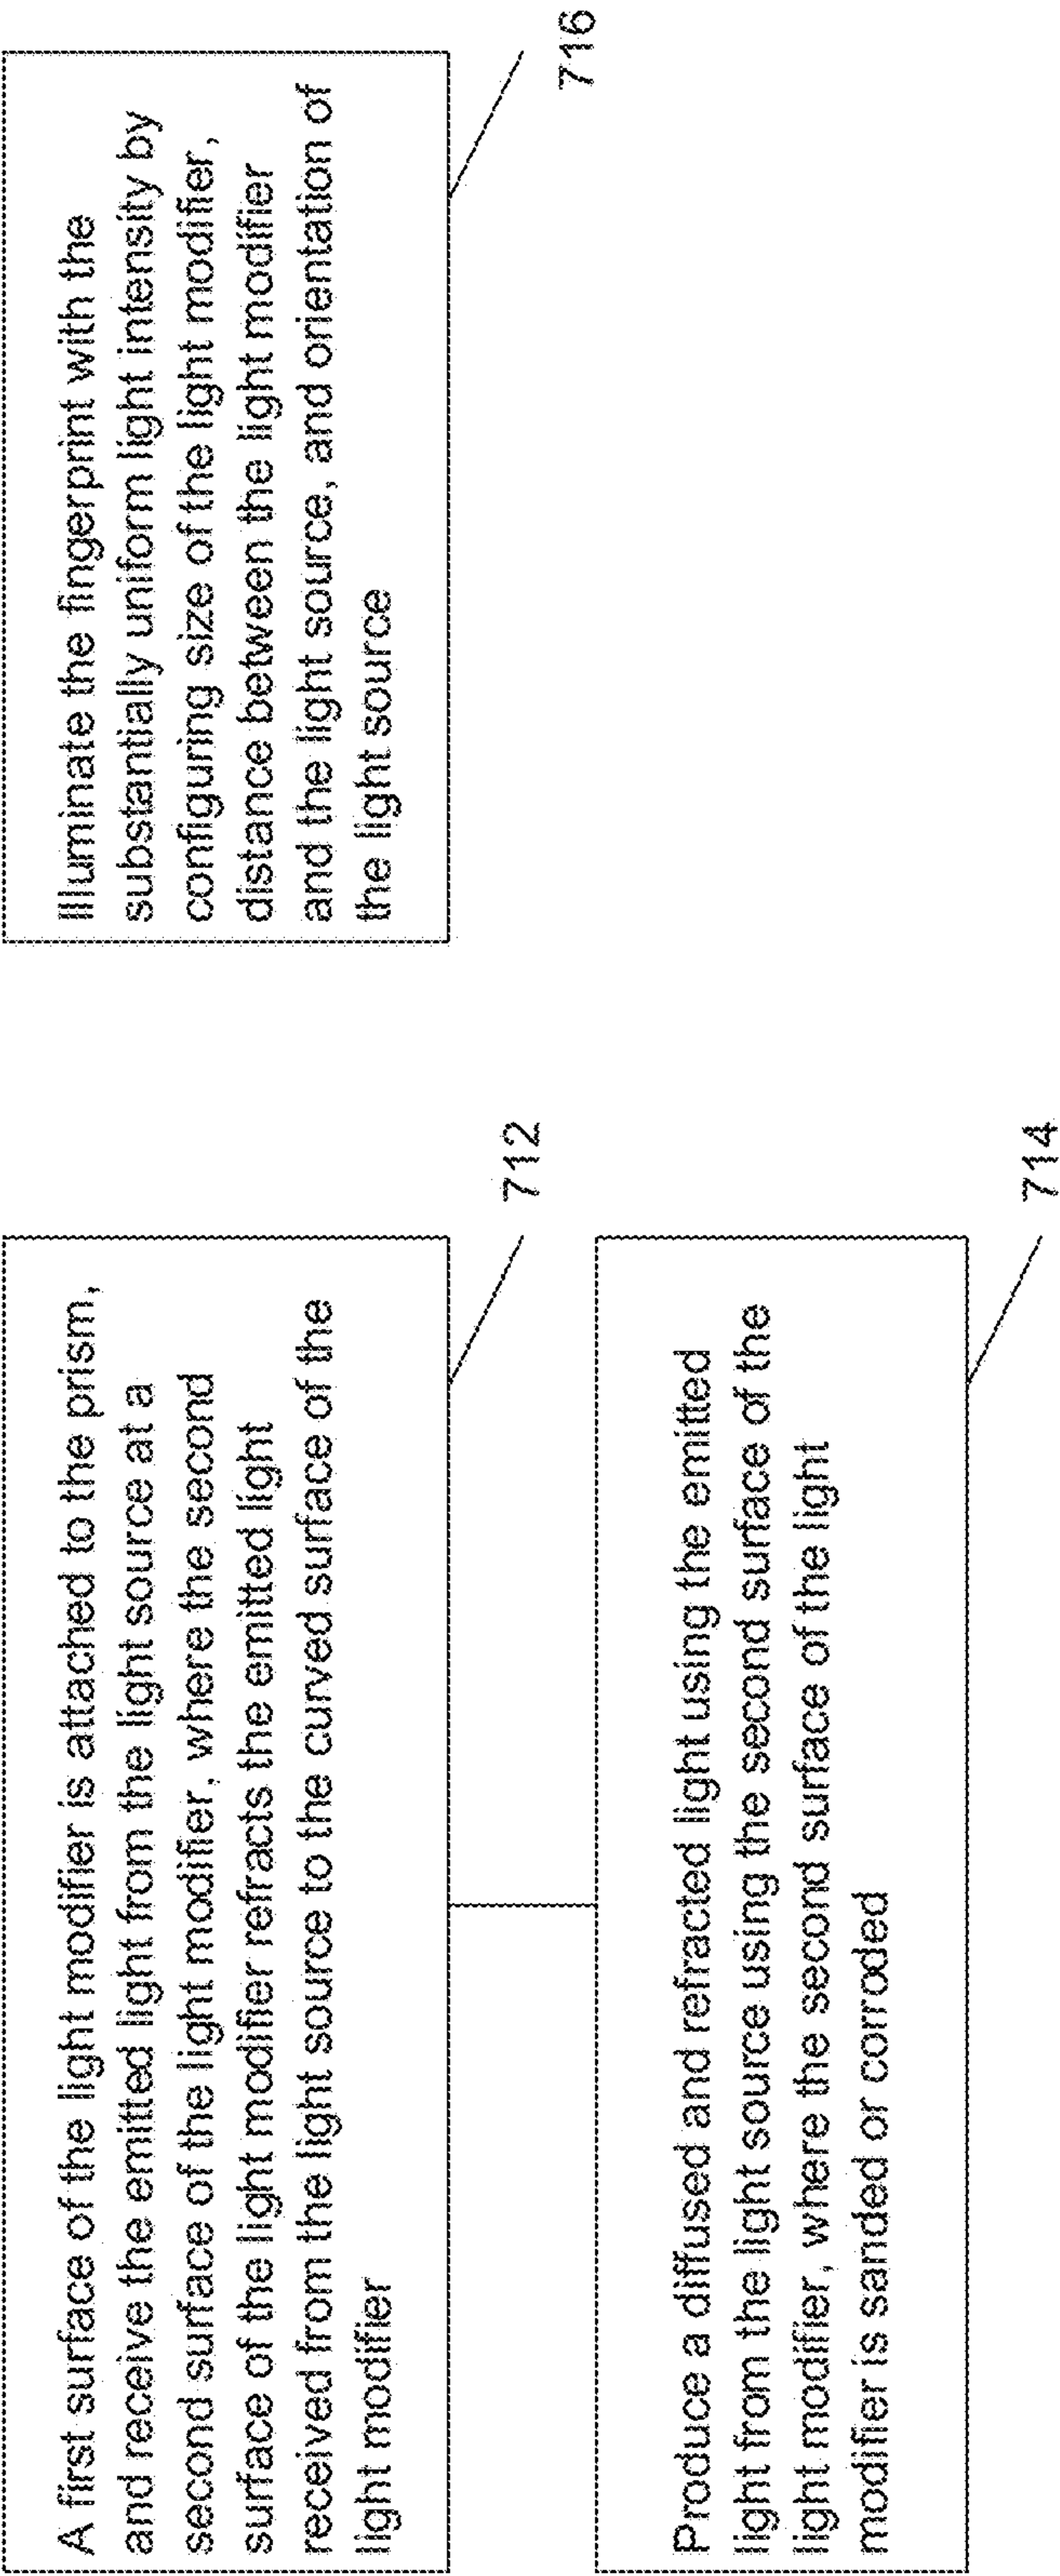 A first surface of the light modifier is attached to the prism,
and receive the emitted light from the light source at a
second surface of the light modifier, where the second
surface of the light modifier refracts the emitted light
received from the light source to the curved surface of the
light modifier
712
Produce a diffused and refracted light using the emitted
light from the light source using the second surface of the
light modifier, where the second surface of the light
modifier is sanded or corroded
714
Illuminate the fingerprint with the
substantially uniform light intensity by
configuring size of the light modifier,
distance between the light modifier
and the light source, and orientation of
the light source
716